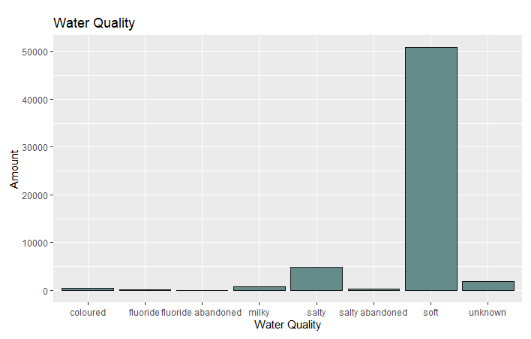 Water Quality
50000
40000
30000
20000
10000
0
Amount
coloured fluoride fluoride abandoned milky salty salty abandoned soft unknown
Water Quality